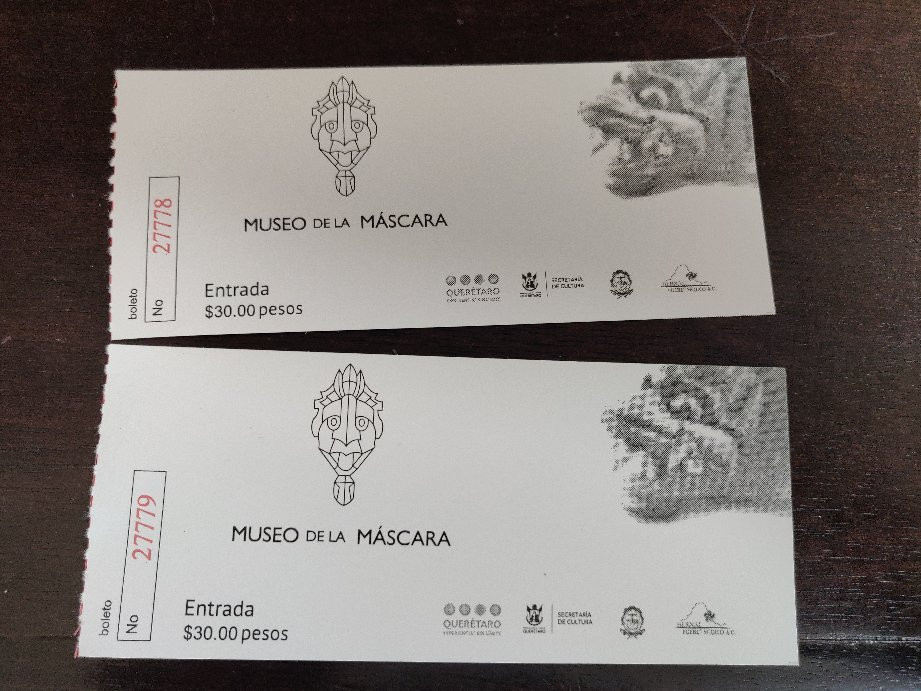 boleto
No 27778
MUSEO DE LA MÁSCARA
Entrada
$30.00 pesos
QUERÉTARO
SECRETARÍA
DE CULTURA
boleto
No 27779
MUSEO DE LA MÁSCARA
Entrada
$30.00 pesos
QUERÉTARO
SECRETARÍA
DE CULTURA